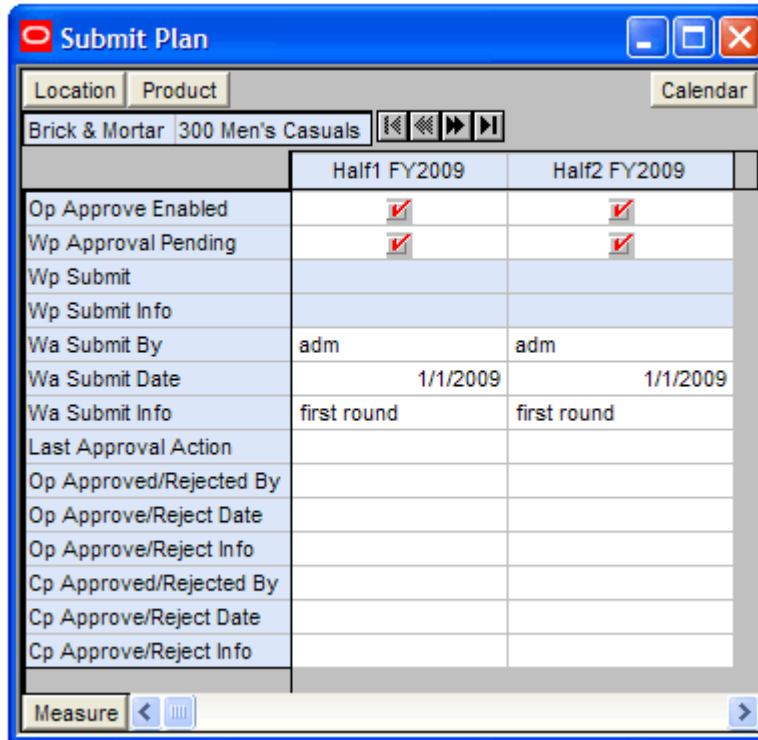 Submit Plan
Location Product Calendar
Brick & Mortar 300 Men's Casuals
Half1 FY2009 Half2 FY2009
Op Approve Enabled
Wp Approval Pending
Wp Submit
Wp Submit Info
Wa Submit By adm adm
Wa Submit Date 1/1/2009 1/1/2009
Wa Submit Info first round first round
Last Approval Action
Op Approved/Rejected By
Op Approve/Reject Date
Op Approve/Reject Info
Cp Approved/Rejected By
Cp Approve/Reject Date
Cp Approve/Reject Info
Measure